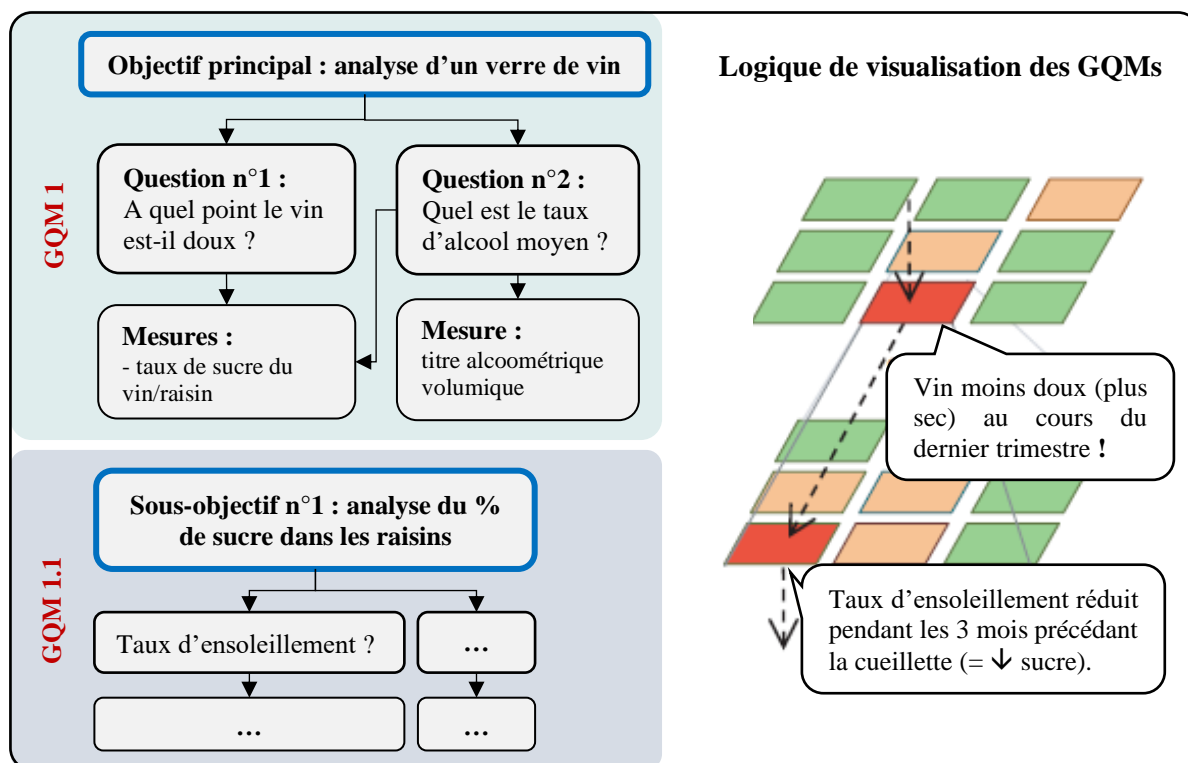 Objectif principal : analyse d’un verre de vin
GQM 1
Question n°1 :
A quel point le vin
est-il doux ?
Question n°2 :
Quel est le taux
d’alcool moyen ?
Mesures :
- taux de sucre du
vin/raisin
Mesure :
titre alcoométrique
volumique
GQM 1.1
Sous-objectif n°1 : analyse du %
de sucre dans les raisins
Taux d’ensoleillement ?
…
…
…
Logique de visualisation des GQMs
Vin moins doux (plus
sec) au cours du
dernier trimestre !
Taux d’ensoleillement réduit
pendant les 3 mois précédant
la cueillette (= ↓ sucre).